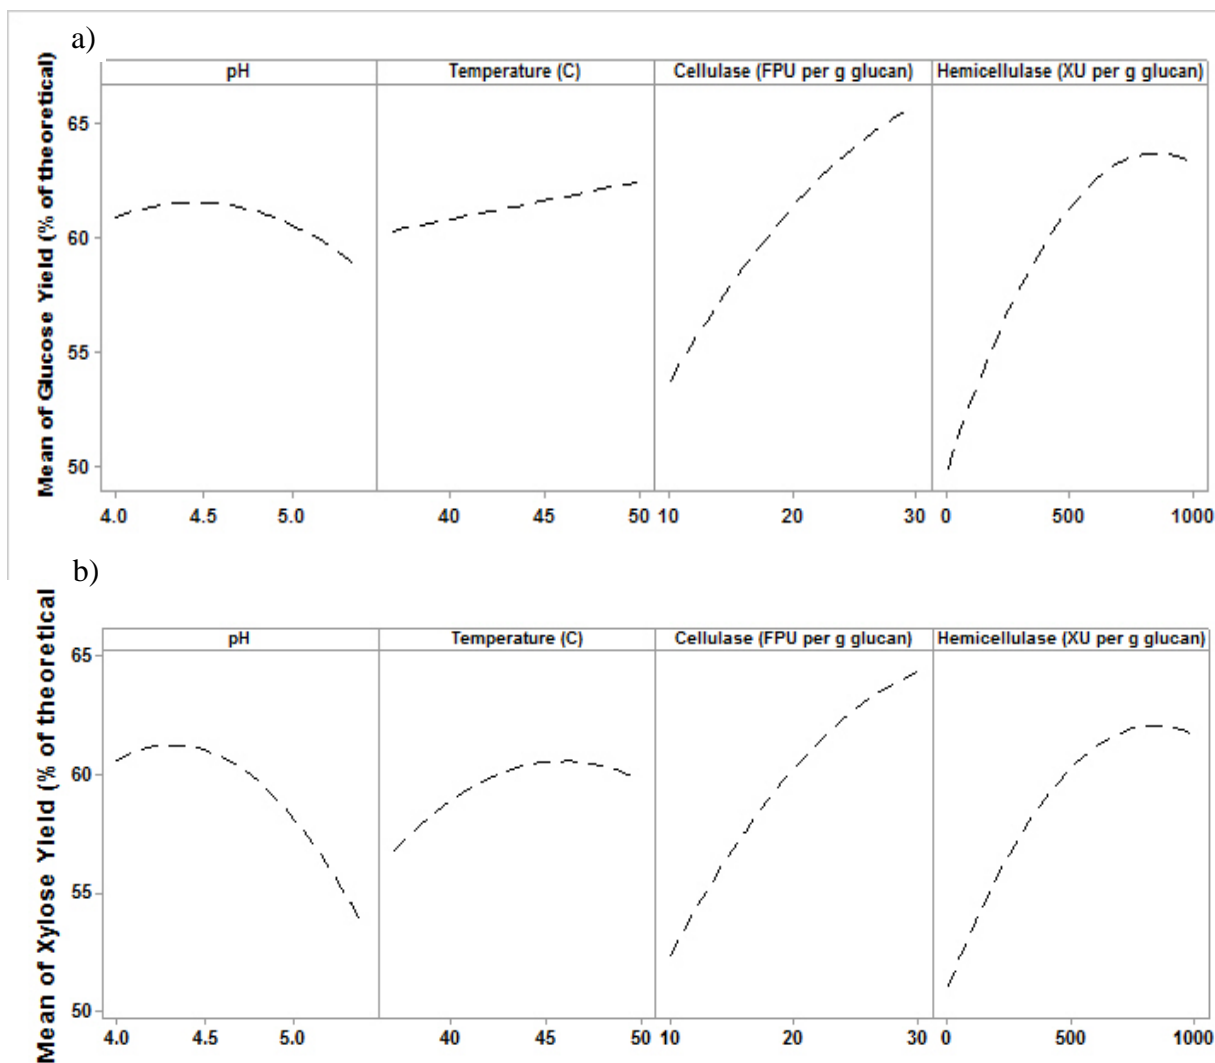 a)
pH Temperature (C) Cellulase (FPU per g glucan) Hemicellulase (XU per g glucan)
Mean of Glucose Yield (% of theoretical)
65
60
55
50
4.0 4.5 5.0 40 45 50 10 20 30 0 500 1000
b)
pH Temperature (C) Cellulase (FPU per g glucan) Hemicellulase (XU per g glucan)
Mean of Xylose Yield (% of theoretical
65
60
55
50
4.0 4.5 5.0 40 45 50 10 20 30 0 500 1000